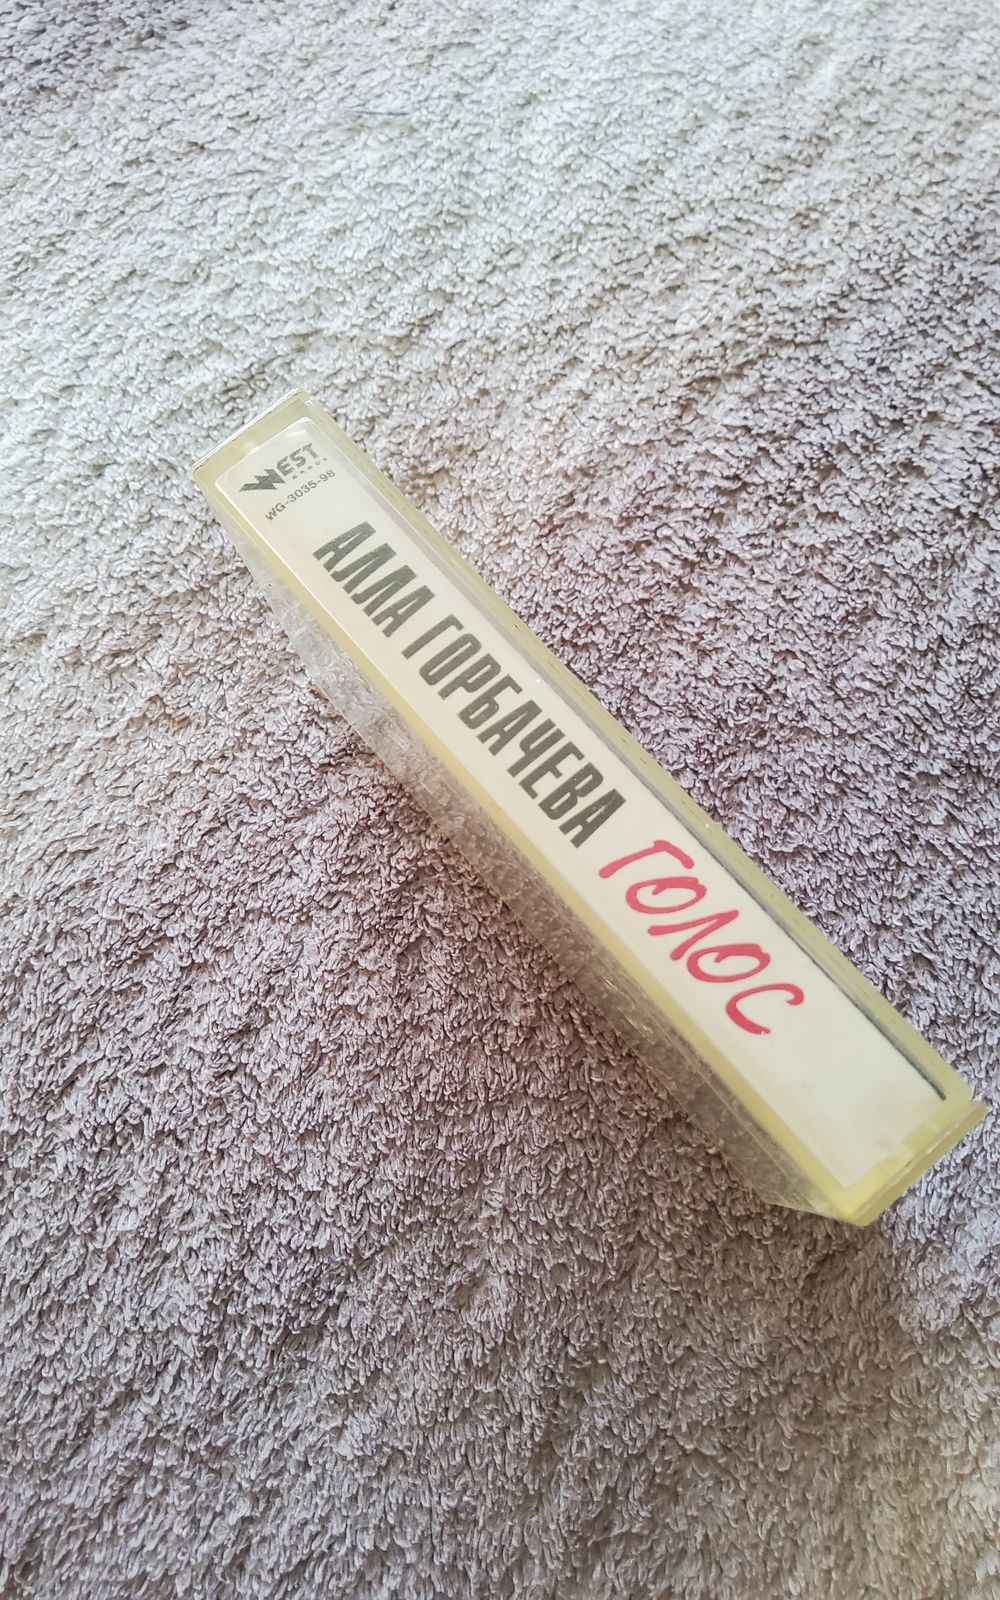 WEST
GROUP
WG-3035-98
АЛЛА ГОРБАЧЕВА ГОЛОС